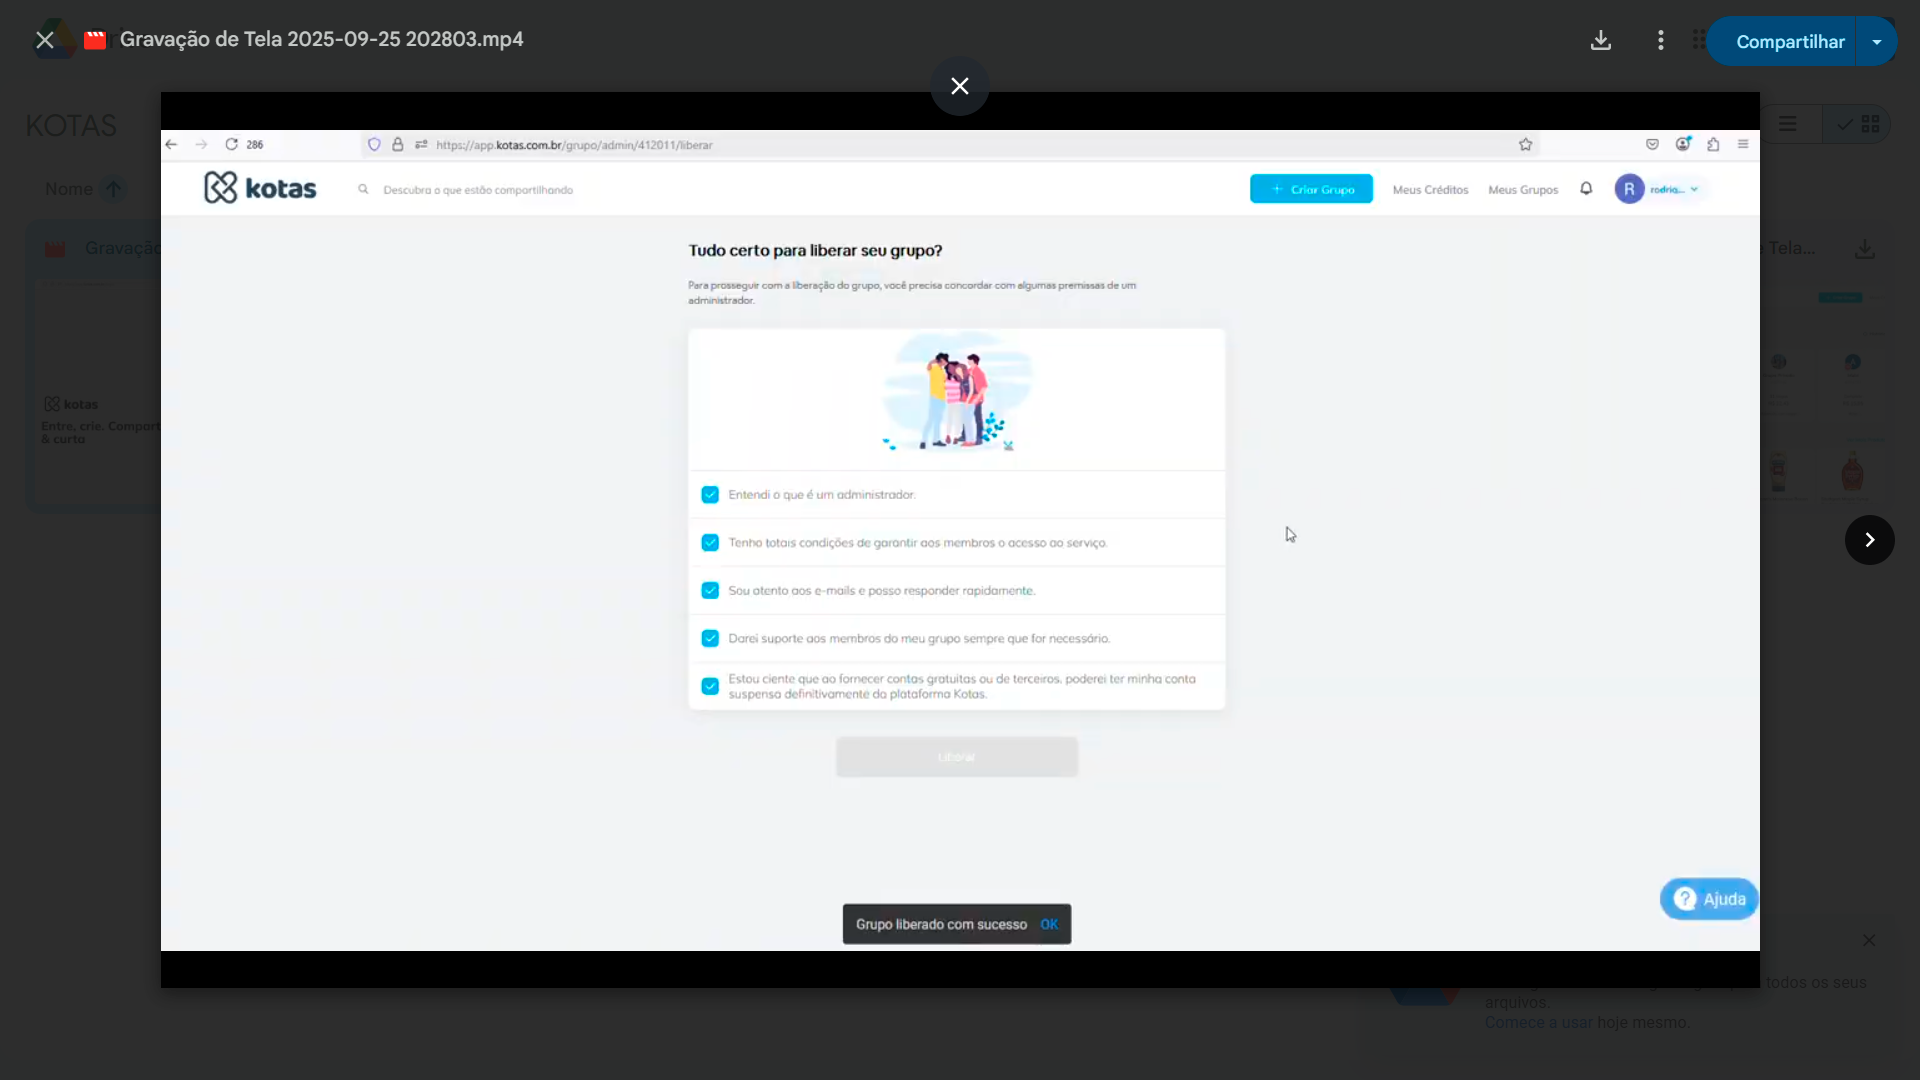 Gravação de Tela 2025-09-25 202803.mp4
Compartilhar
KOTAS
Nome
Gravação
Tela...
286
https://app.kotas.com.br/grupo/admin/412011/liberar
kotas
Descubra o que estão compartilhando
+ Criar Grupo
Meus Créditos
Meus Grupos
R
rodrig...
Tudo certo para liberar seu grupo?
Para prosseguir com a liberação do grupo, você precisa concordar com algumas premissas de um
administrador.
Entendi o que é um administrador.
Tenho totais condições de garantir aos membros o acesso ao serviço.
Sou atento aos e-mails e posso responder rapidamente.
Darei suporte aos membros do meu grupo sempre que for necessário.
Estou ciente que ao fornecer contas gratuitas ou de terceiros, poderei ter minha conta
suspensa definitivamente da plataforma Kotas.
Liberar
Grupo liberado com sucesso OK
? Ajuda
kotas
Entre, crie. Compart
& curta
todos os seus
arquivos.
Comece a usar hoje mesmo.